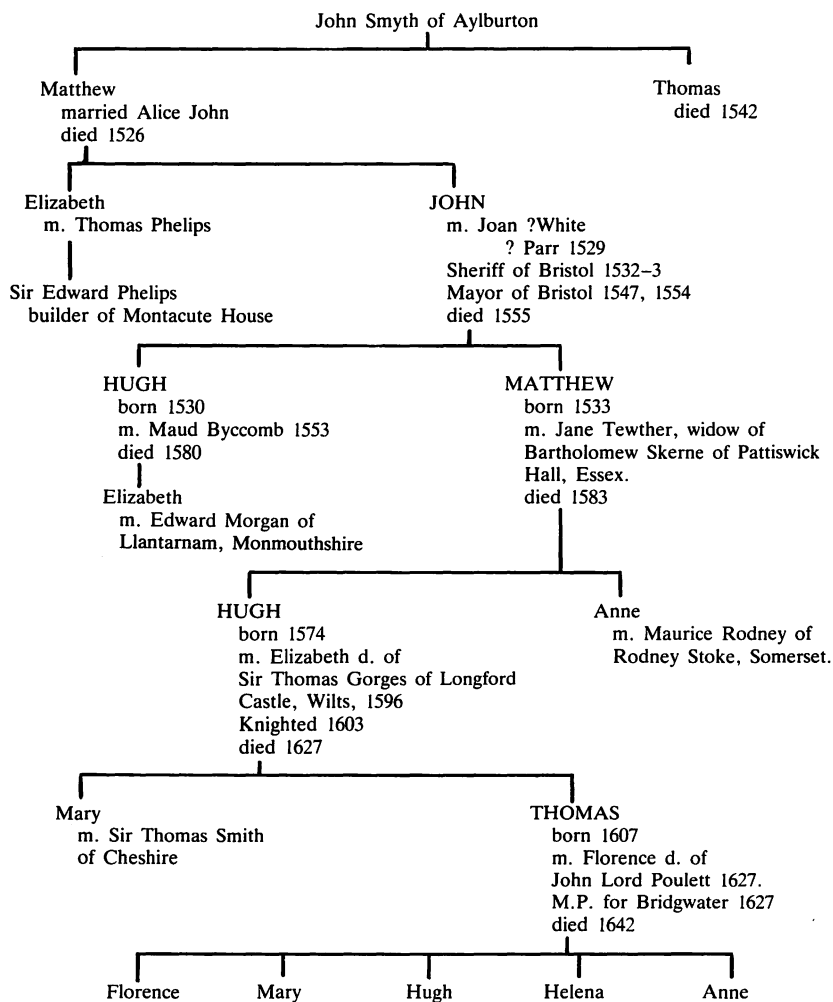 John Smyth of Aylburton
Matthew
married Alice John
died 1526
Thomas
died 1542
Elizabeth
m. Thomas Phelips
Sir Edward Phelips
builder of Montacute House
JOHN
m. Joan ?White
? Parr 1529
Sheriff of Bristol 1532–3
Mayor of Bristol 1547, 1554
died 1555
HUGH
born 1530
m. Maud Byccomb 1553
died 1580
Elizabeth
m. Edward Morgan of
Llantarnam, Monmouthshire
MATTHEW
born 1533
m. Jane Tewther, widow of
Bartholomew Skerne of Pattiswick
Hall, Essex.
died 1583
HUGH
born 1574
m. Elizabeth d. of
Sir Thomas Gorges of Longford
Castle, Wilts, 1596
Knighted 1603
died 1627
Anne
m. Maurice Rodney of
Rodney Stoke, Somerset.
Mary
m. Sir Thomas Smith
of Cheshire
THOMAS
born 1607
m. Florence d. of
John Lord Poulett 1627.
M.P. for Bridgwater 1627
died 1642
Florence
Mary
Hugh
Helena
Anne